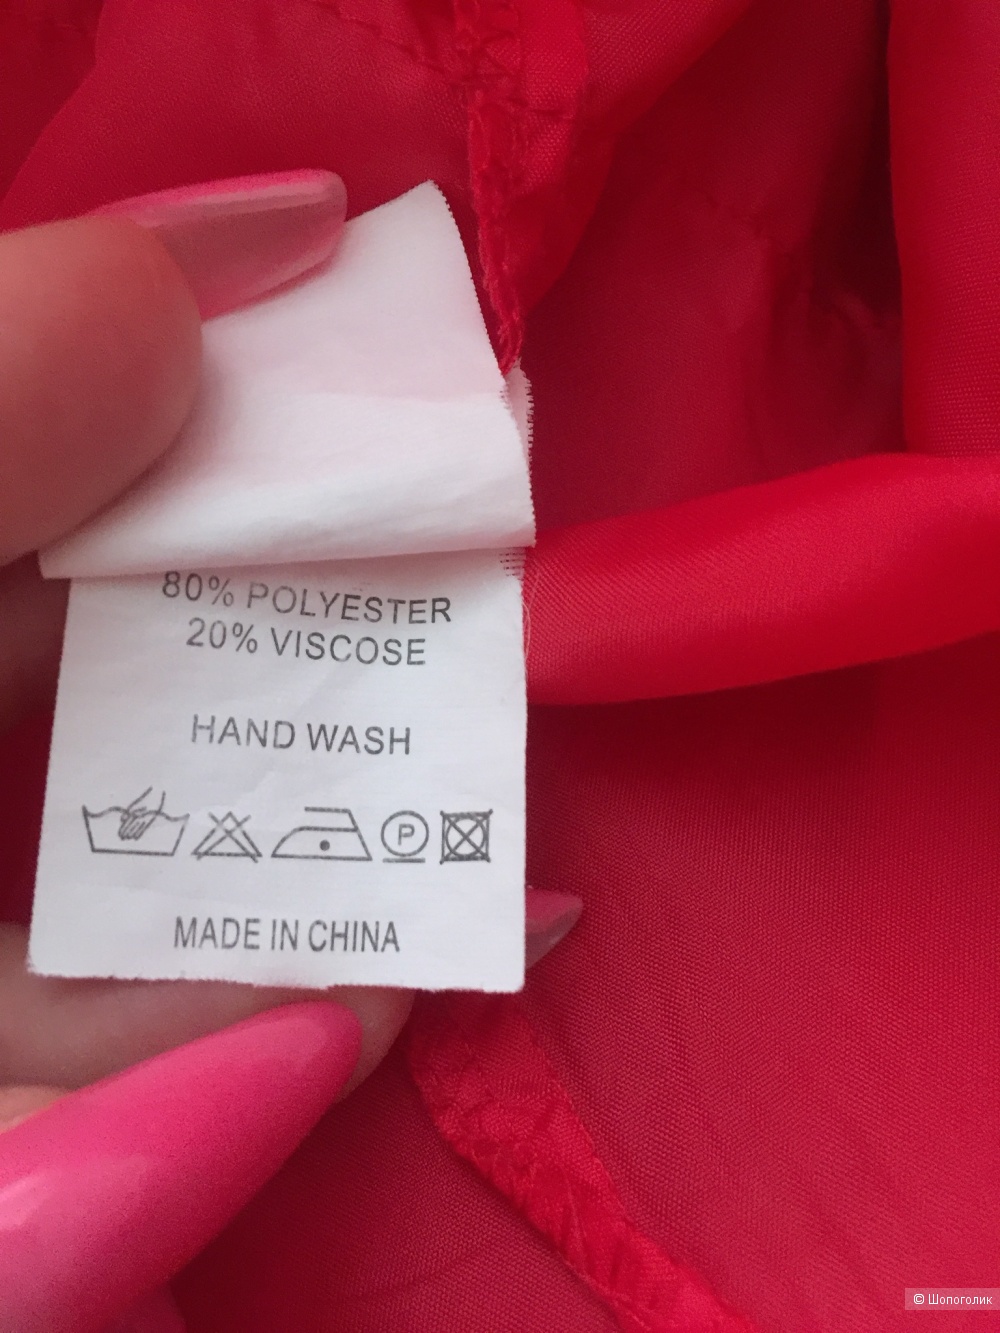 80% POLYESTER
20% VISCOSE
HAND WASH
P
MADE IN CHINA
© Шопоголик